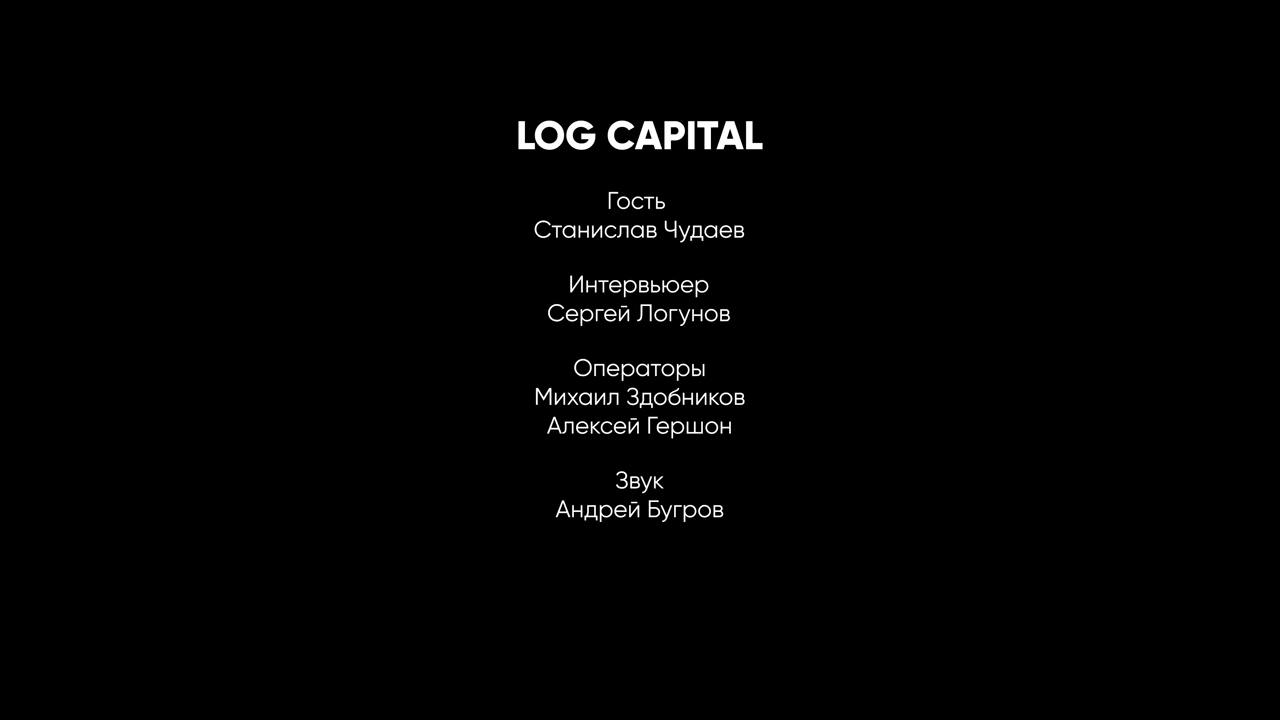 LOG CAPITAL
Гость
Станислав Чудаев
Интервьюер
Сергей Логунов
Операторы
Михаил Здобников
Алексей Гершон
Звук
Андрей Бугров